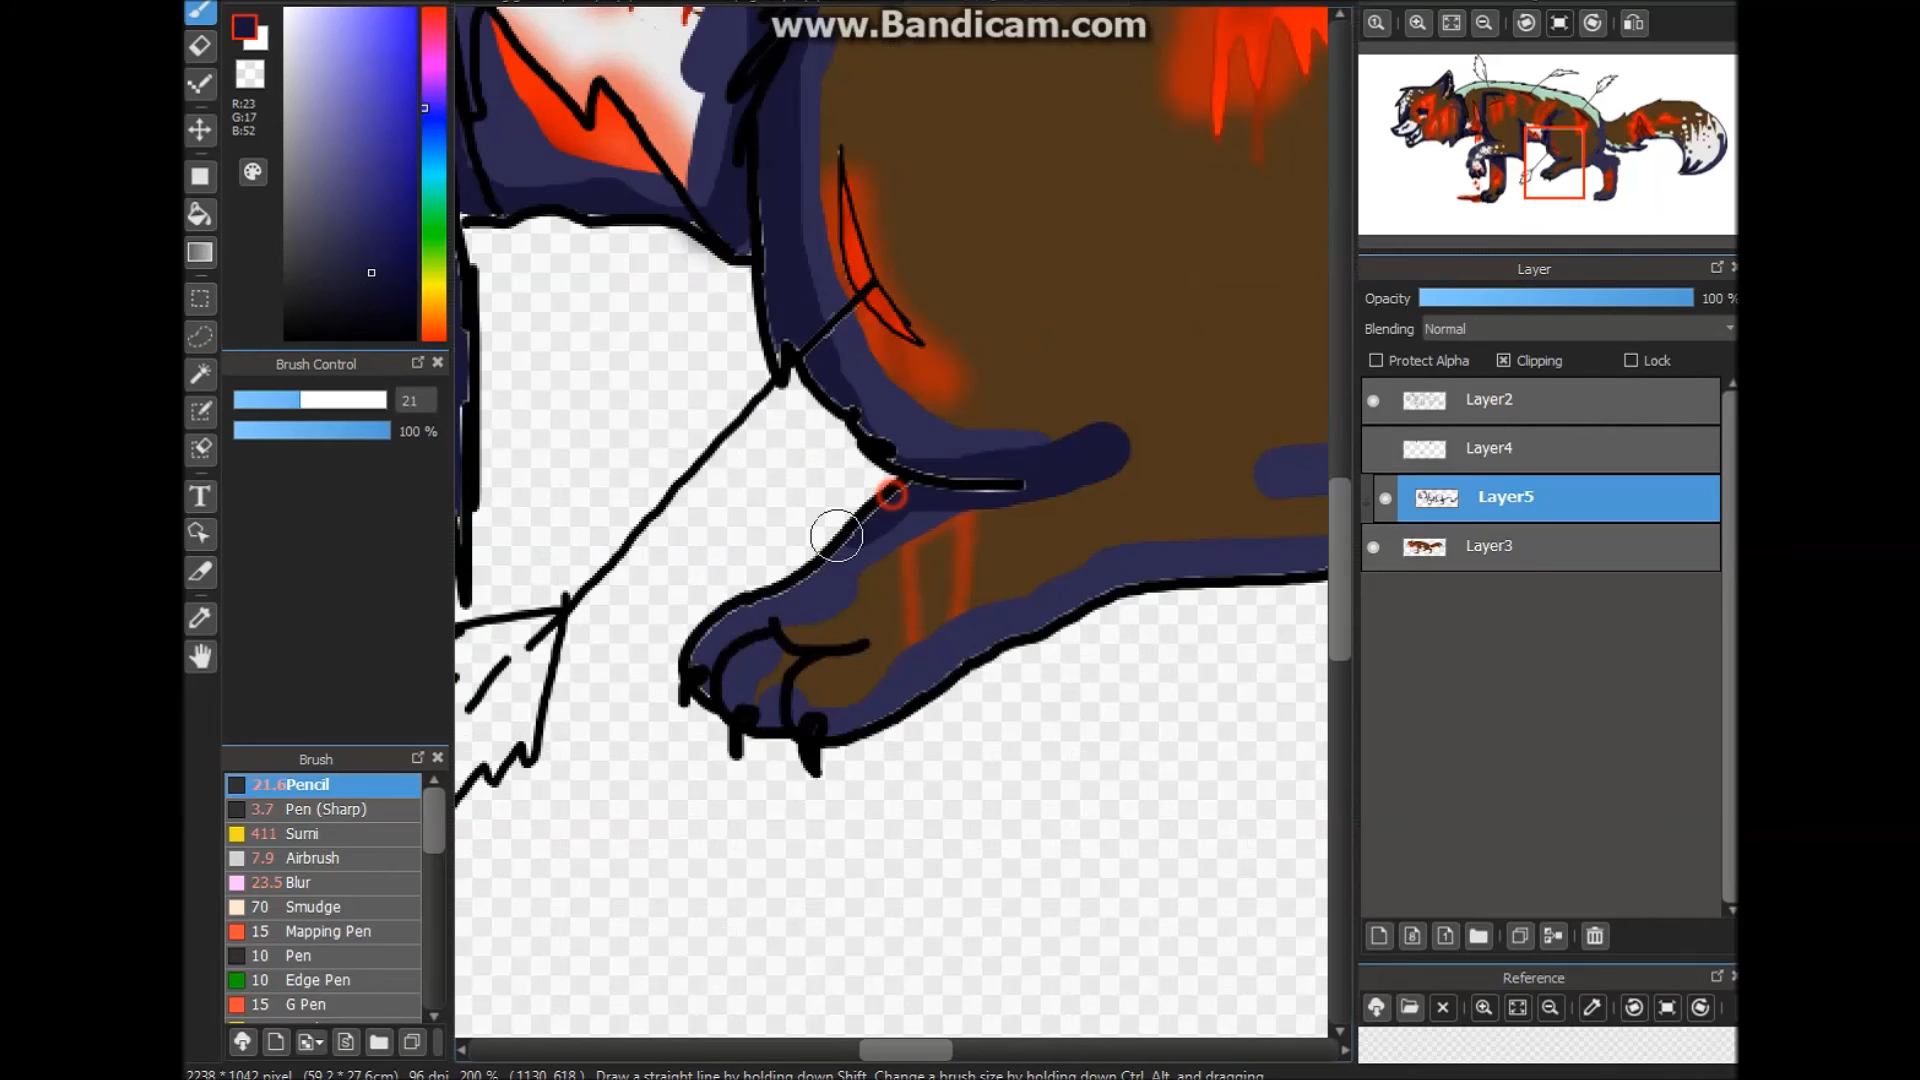 www.Bandicam.com
R:23
G:17
B:52
Brush Control
21
100 %
Brush
21.6 Pencil
3.7 Pen (Sharp)
411 Sumi
7.9 Airbrush
23.5 Blur
70 Smudge
15 Mapping Pen
10 Pen
10 Edge Pen
15 G Pen
Layer
Opacity 100 %
Blending Normal
Protect Alpha Clipping Lock
Layer2
Layer4
Layer5
Layer3
Reference
2238 * 1042 pixel (59.2 * 27.6cm) 96 dpi 200 % (1130, 618) Draw a straight line by holding down Shift, Change a brush size by holding down Ctrl, Alt, and dragging